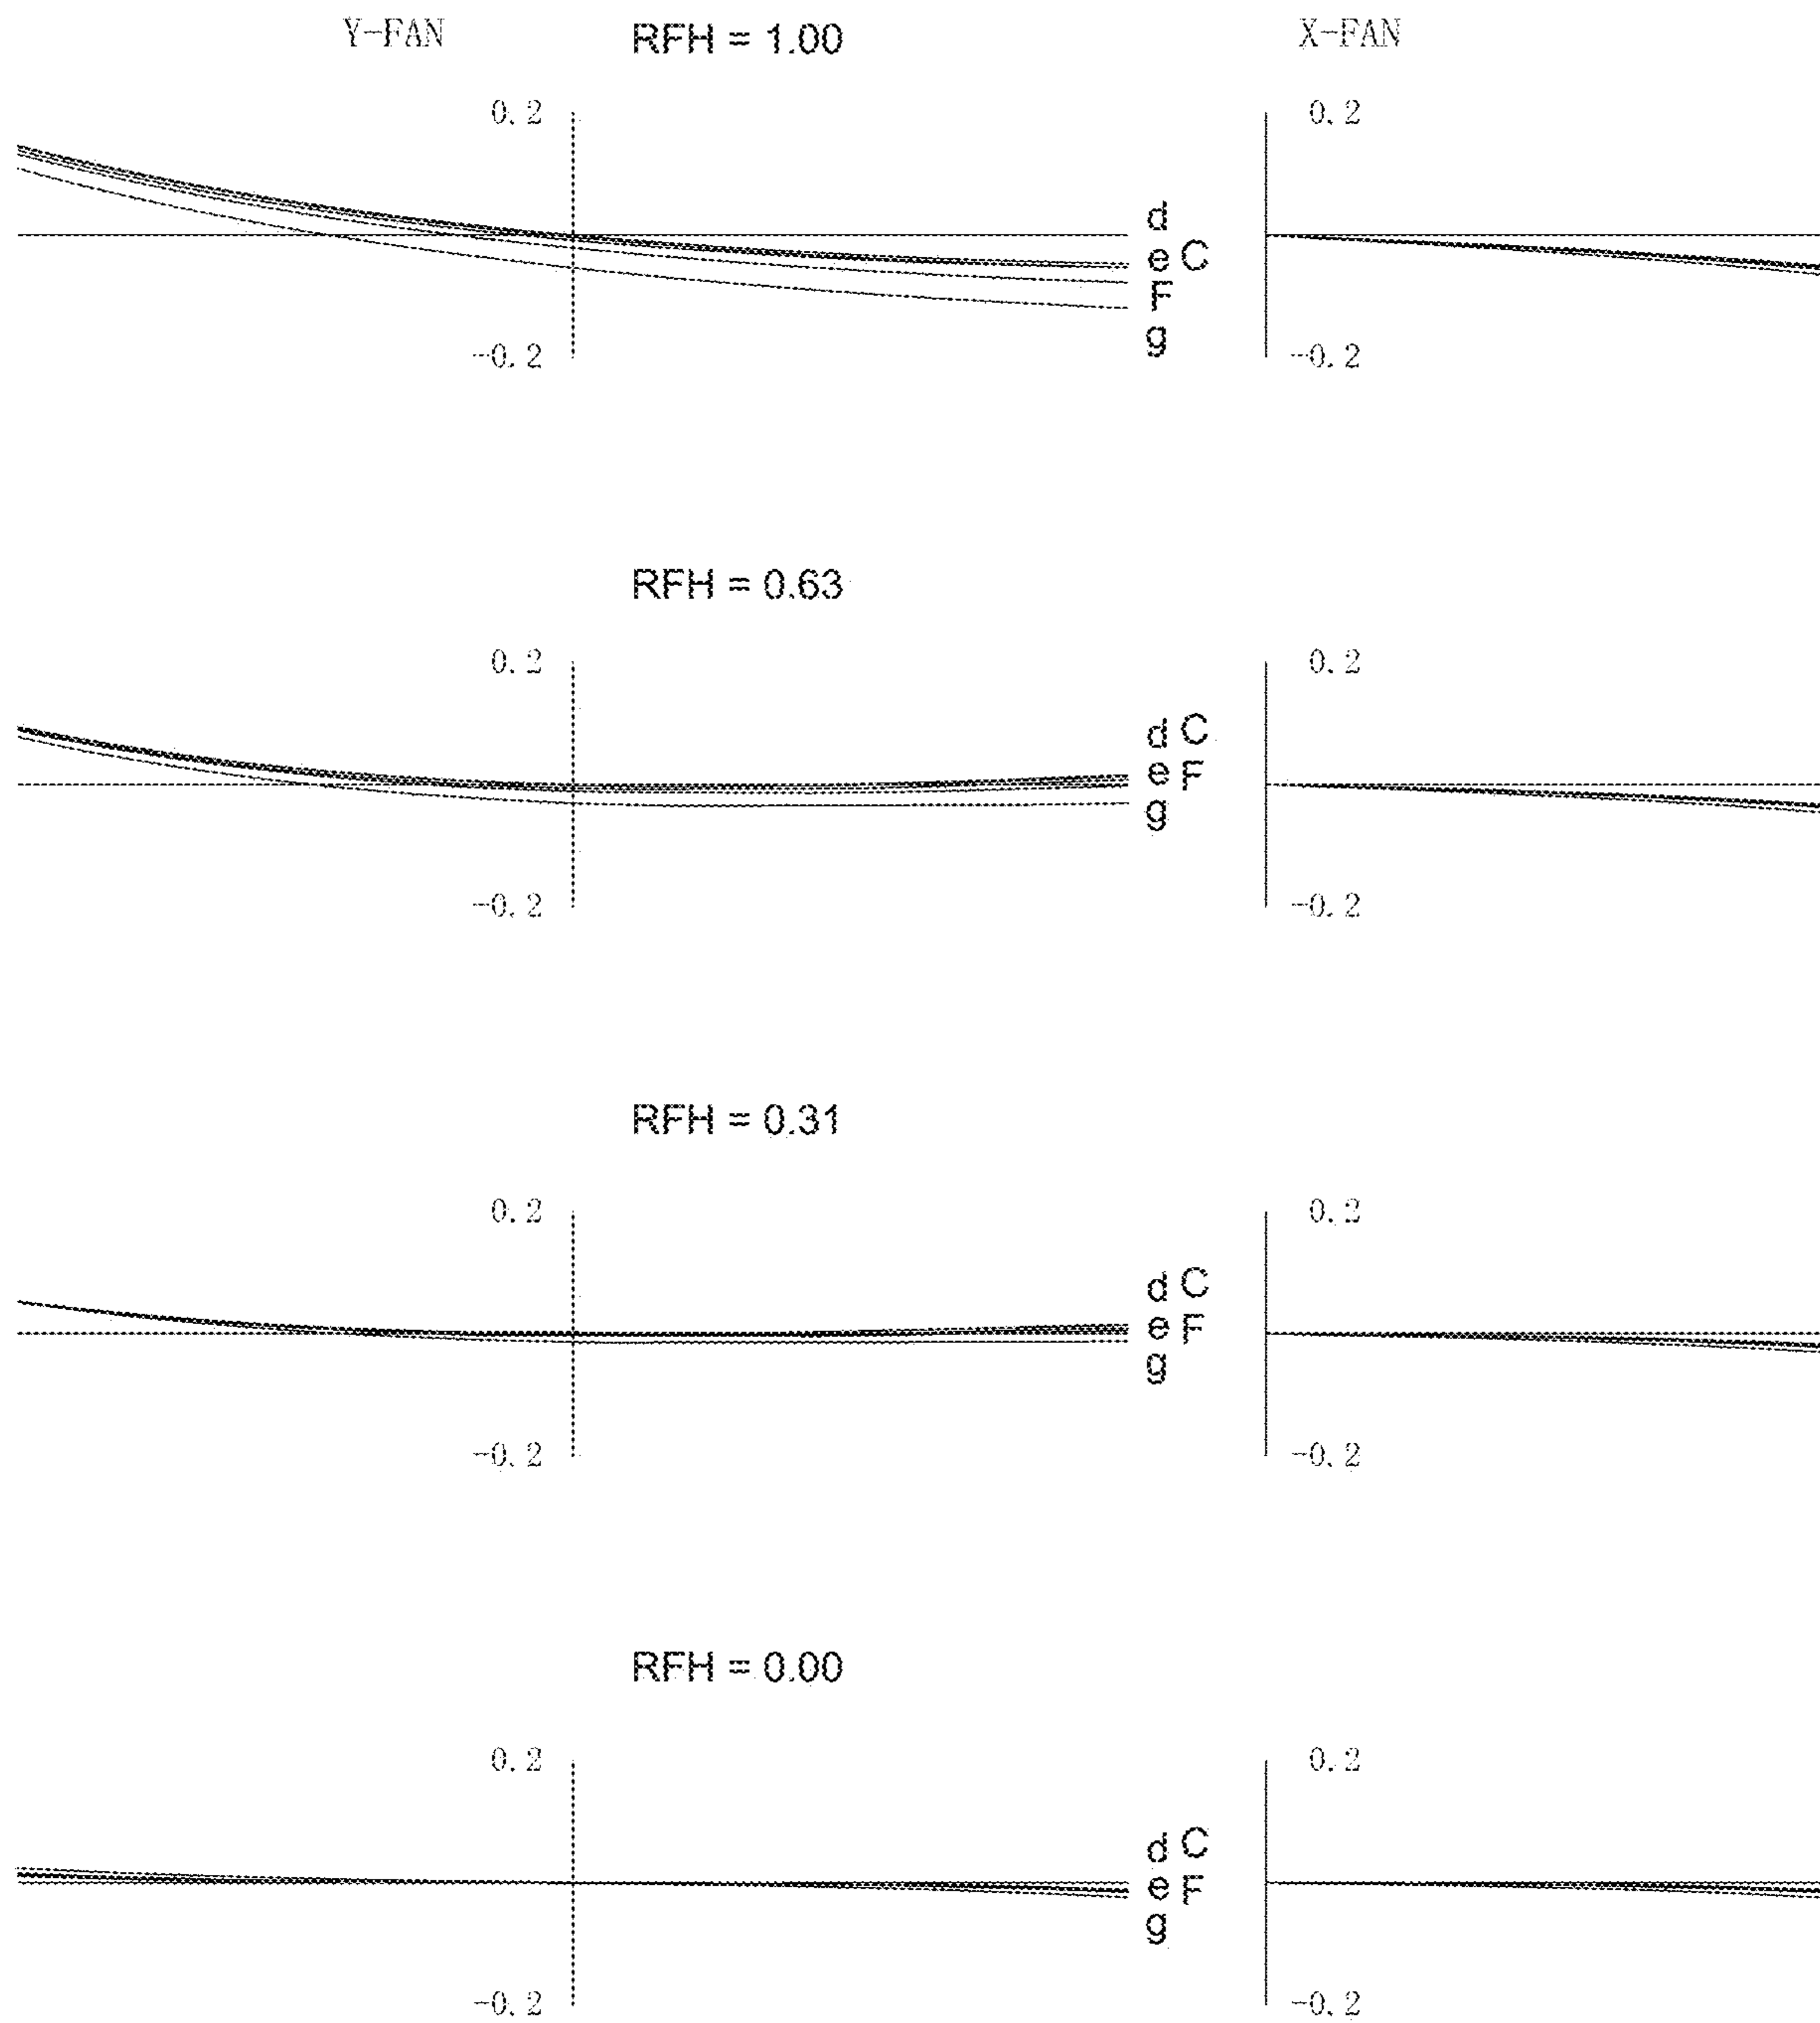 Y-FAN RFH = 1.00 X-FAN
0.2 0.2
d
e C
F
g
-0.2 -0.2
RFH = 0.63
0.2 0.2
d C
e F
g
-0.2 -0.2
RFH = 0.31
0.2 0.2
d C
e F
g
-0.2 -0.2
RFH = 0.00
0.2 0.2
d C
e F
g
-0.2 -0.2